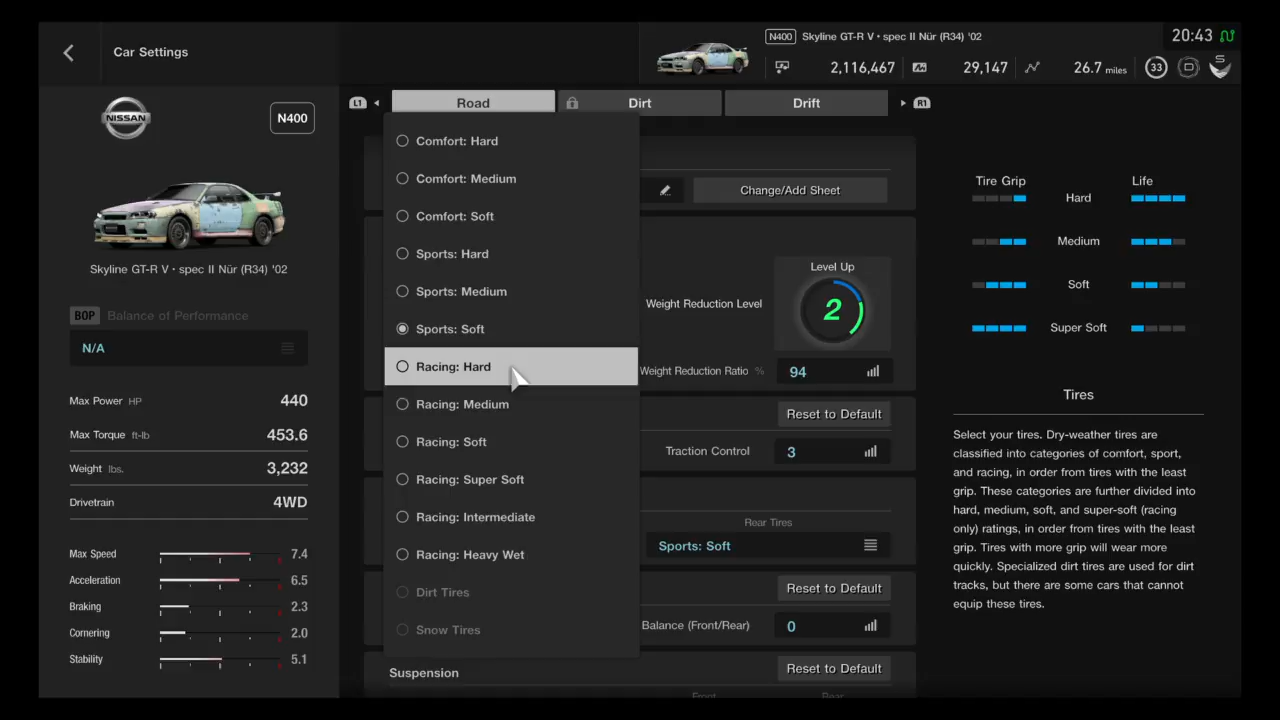 Car Settings
N400 Skyline GT-R V・spec II Nür (R34) '02
20:43
2,116,467
29,147
26.7 miles
33
D
S
NISSAN
N400
Skyline GT-R V・spec II Nür (R34) '02
BOP Balance of Performance
N/A
Max Power HP 440
Max Torque ft-lb 453.6
Weight lbs. 3,232
Drivetrain 4WD
Max Speed 7.4
Acceleration 6.5
Braking 2.3
Cornering 2.0
Stability 5.1
L1 Road Dirt Drift R1
Comfort: Hard
Comfort: Medium
Comfort: Soft
Sports: Hard
Sports: Medium
Sports: Soft
Racing: Hard
Racing: Medium
Racing: Soft
Racing: Super Soft
Racing: Intermediate
Racing: Heavy Wet
Dirt Tires
Snow Tires
Change/Add Sheet
Level Up
Weight Reduction Level 2
Weight Reduction Ratio % 94
Reset to Default
Traction Control 3
Rear Tires
Sports: Soft
Reset to Default
Balance (Front/Rear) 0
Suspension
Reset to Default
Front Rear
Tire Grip Life
Hard
Medium
Soft
Super Soft
Tires
Select your tires. Dry-weather tires are
classified into categories of comfort, sport,
and racing, in order from tires with the least
grip. These categories are further divided into
hard, medium, soft, and super-soft (racing
only) ratings, in order from tires with the least
grip. Tires with more grip will wear more
quickly. Specialized dirt tires are used for dirt
tracks, but there are some cars that cannot
equip these tires.